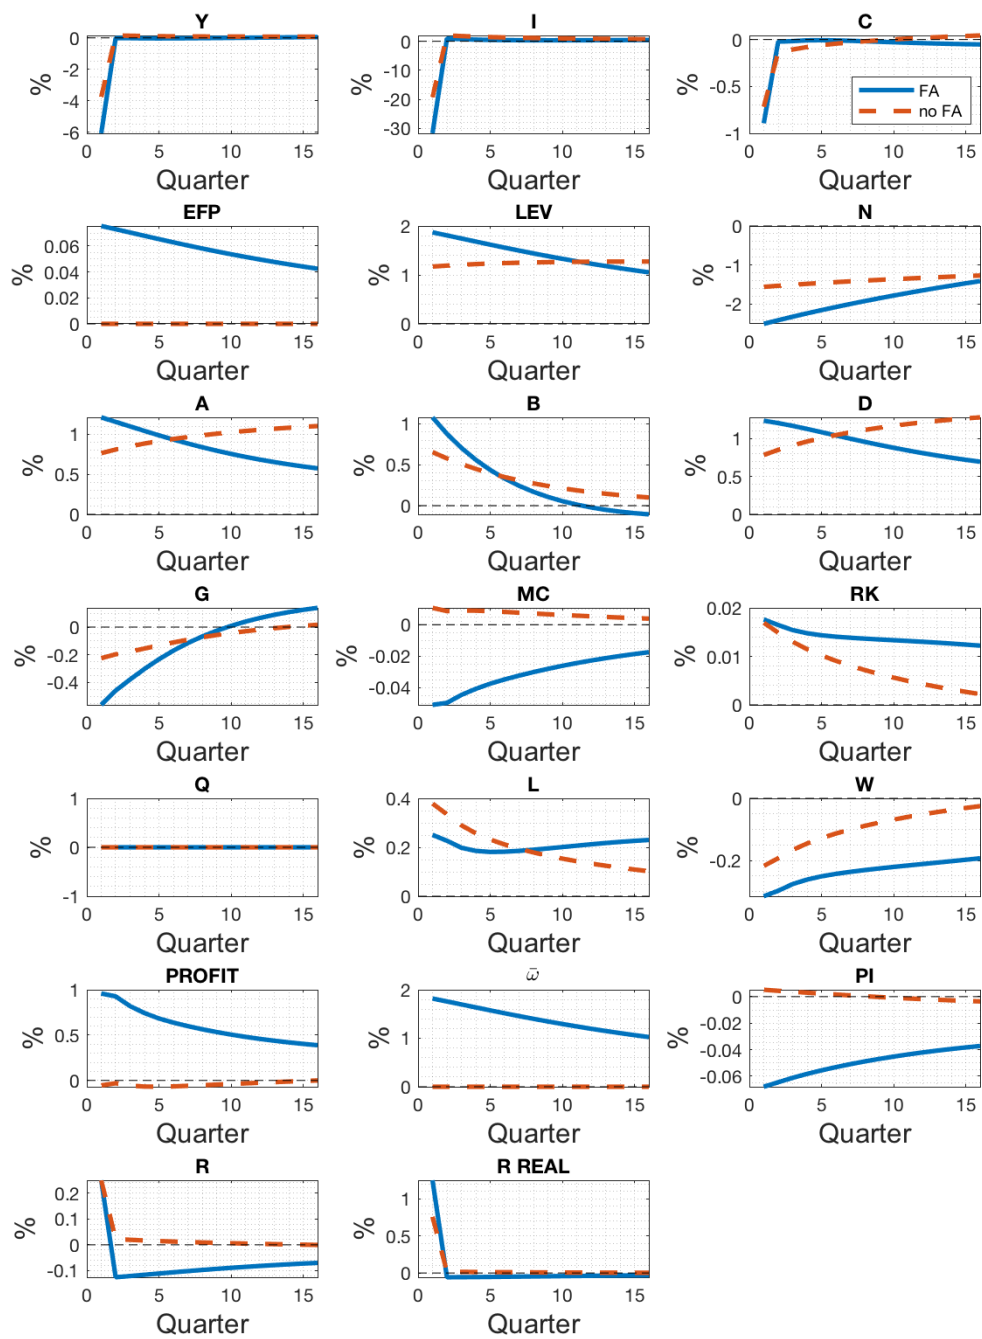 Y I C
0 -2 -4 -6 % 0 5 10 15 Quarter
0 -10 -20 -30 % 0 5 10 15 Quarter
0 -0.5 -1 % 0 5 10 15 Quarter
FA
no FA
EFP LEV N
0.06 0.04 0.02 0 % 0 5 10 15 Quarter
2 1 0 % 0 5 10 15 Quarter
0 -1 -2 % 0 5 10 15 Quarter
A B D
1 0.5 0 % 0 5 10 15 Quarter
1 0.5 0 % 0 5 10 15 Quarter
1 0 % 0 5 10 15 Quarter
G MC RK
0 -0.2 -0.4 % 0 5 10 15 Quarter
0 -0.02 -0.04 % 0 5 10 15 Quarter
0.02 0.01 0 % 0 5 10 15 Quarter
Q L W
1 0 -1 % 0 5 10 15 Quarter
0.4 0.2 0 % 0 5 10 15 Quarter
0 -0.2 % 0 5 10 15 Quarter
PROFIT ω̄ PI
1 0.5 0 % 0 5 10 15 Quarter
2 1 0 % 0 5 10 15 Quarter
0 -0.02 -0.04 -0.06 % 0 5 10 15 Quarter
R R REAL
0.2 0.1 0 -0.1 % 0 5 10 15 Quarter
1 0.5 0 % 0 5 10 15 Quarter